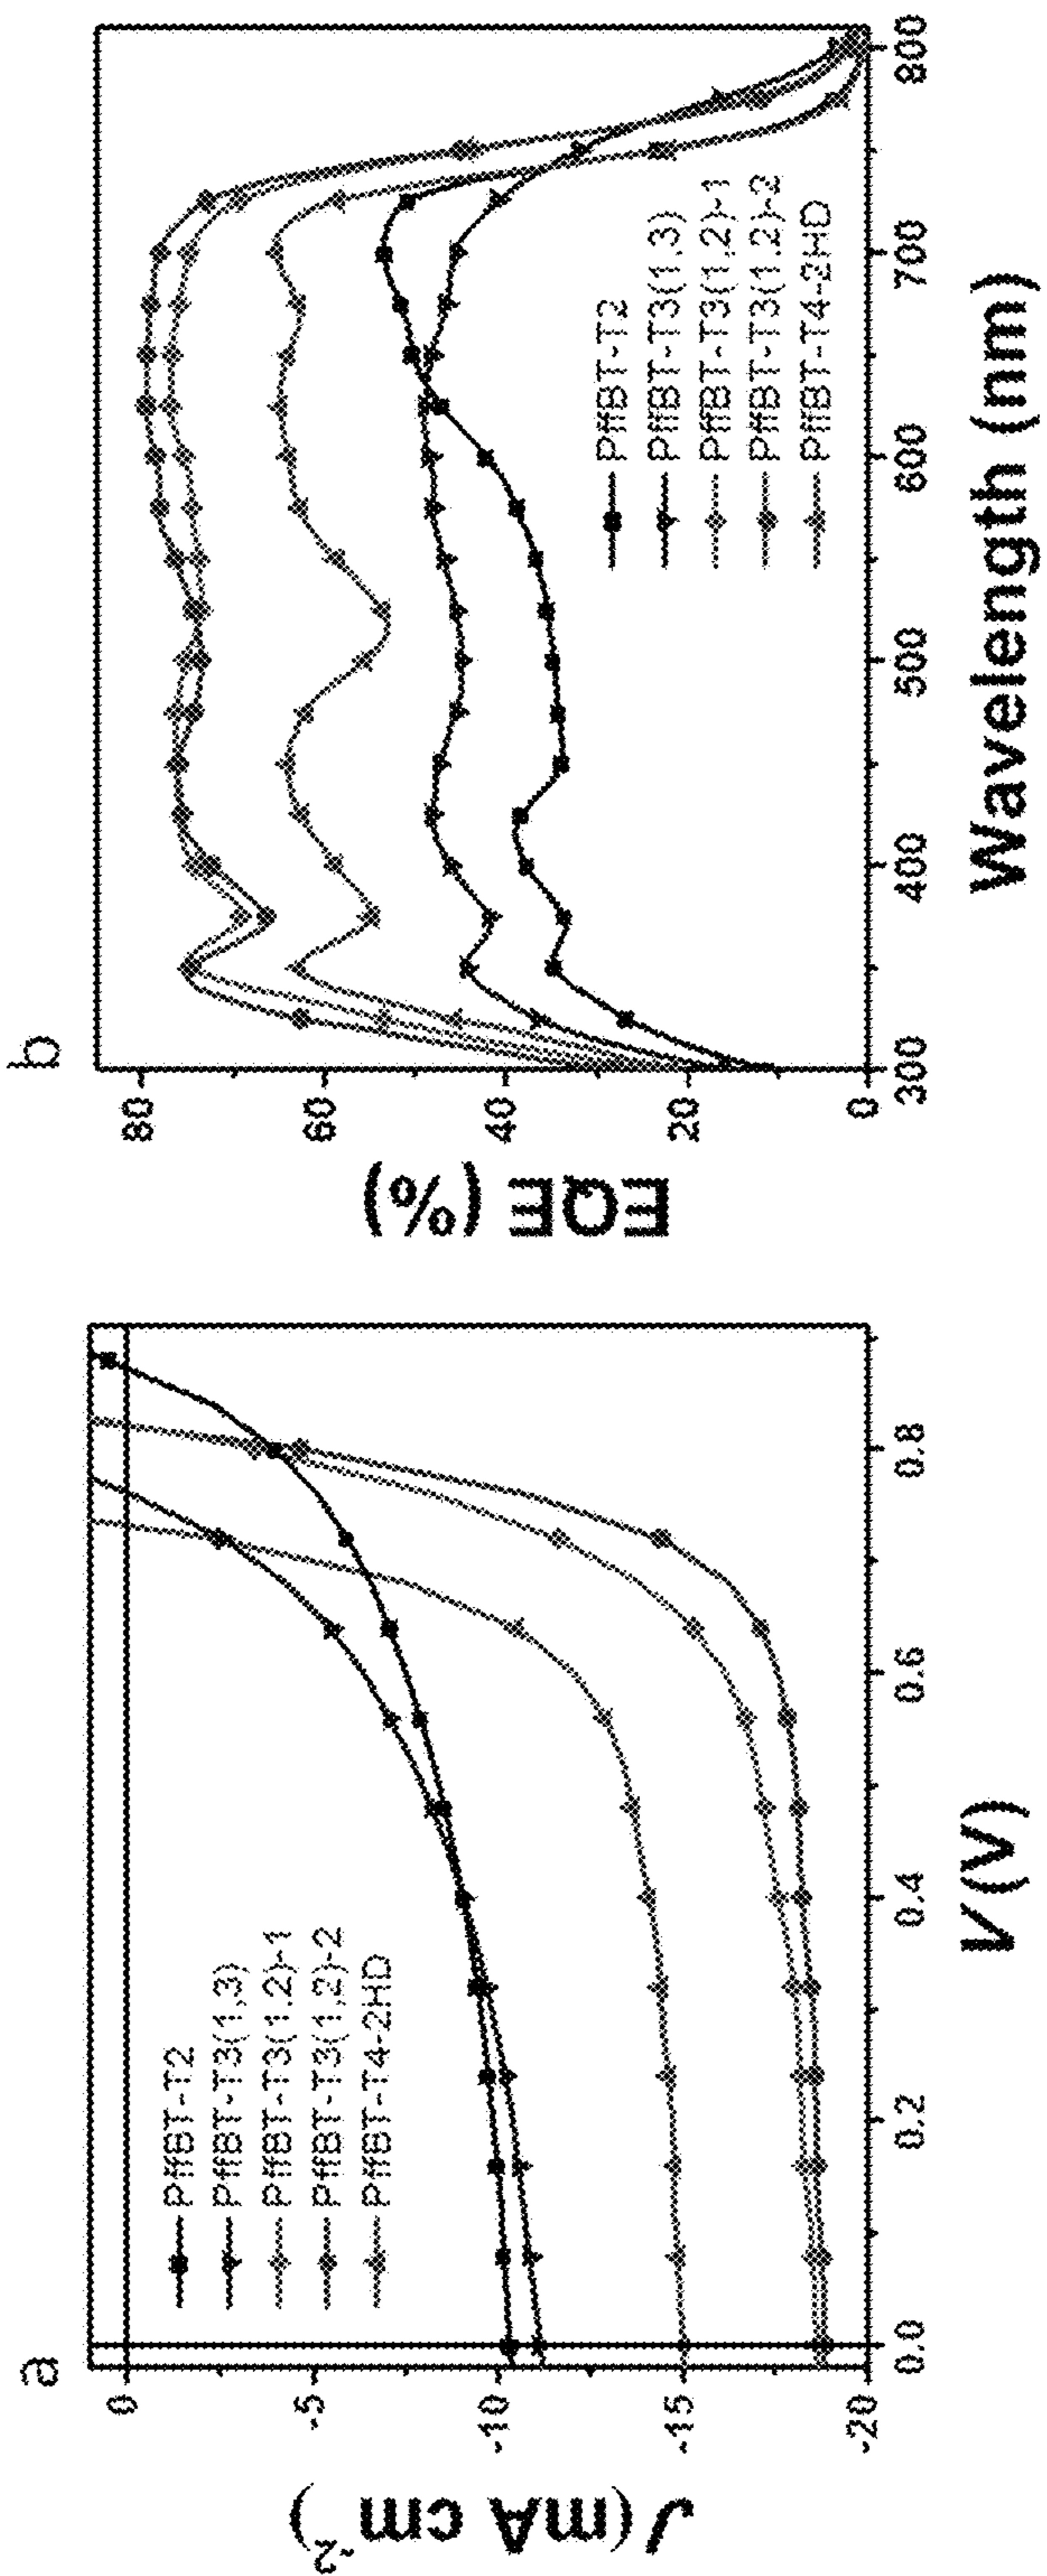 a
J(mA cm⁻²)
0
-5
-10
-15
-20
PffBT-T2
PffBT-T3(1,3)
PffBT-T3(1,2)-1
PffBT-T3(1,2)-2
PffBT-T4-2HD
0.0
0.2
0.4
0.6
0.8
V(V)
b
EQE (%)
80
60
40
20
0
PffBT-T2
PffBT-T3(1,3)
PffBT-T3(1,2)-1
PffBT-T3(1,2)-2
PffBT-T4-2HD
300
400
500
600
700
800
Wavelength (nm)